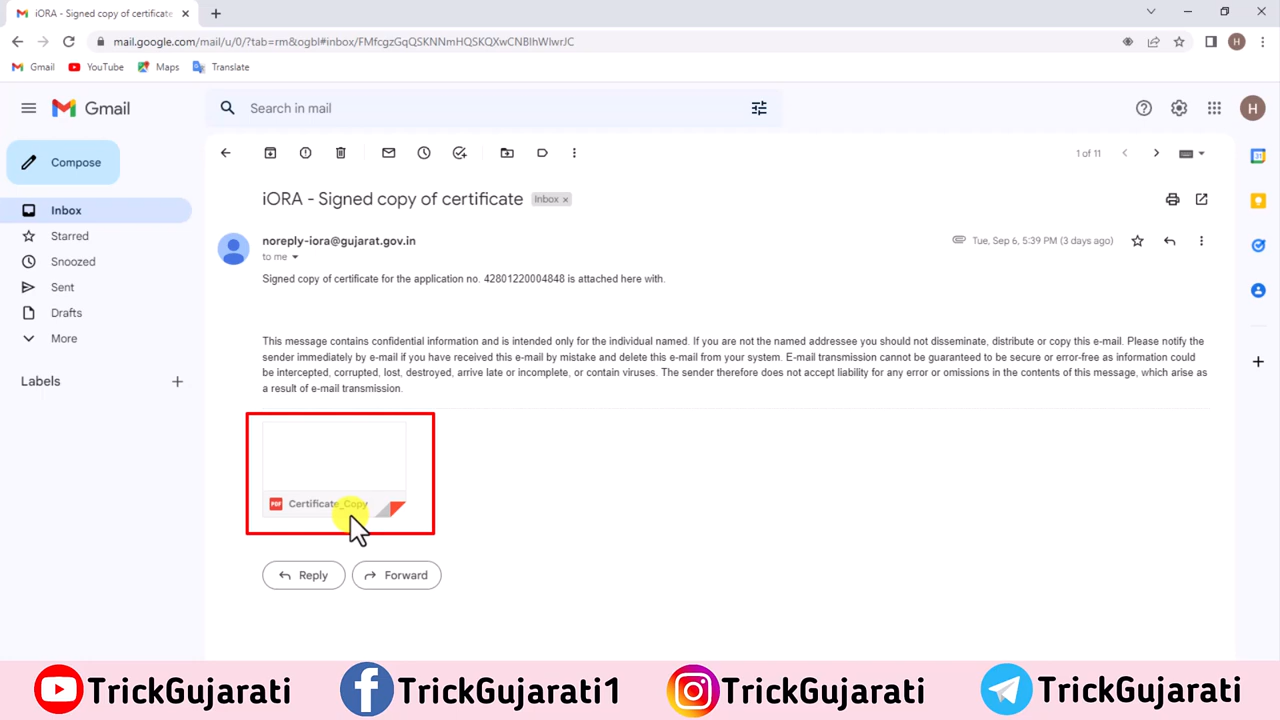 iORA - Signed copy of certificate
mail.google.com/mail/u/0/?tab=rm&ogbl#inbox/FMfcgzGqQSKNNmHQSKQXwCNBlhWlwrJC
H
Gmail
YouTube
Maps
Translate
Gmail
Search in mail
H
Compose
1 of 11
Inbox
Starred
Snoozed
Sent
Drafts
More
Labels
iORA - Signed copy of certificate Inbox x
noreply-iora@gujarat.gov.in
Tue, Sep 6, 5:39 PM (3 days ago)
to me
Signed copy of certificate for the application no. 42801220004848 is attached here with.
This message contains confidential information and is intended only for the individual named. If you are not the named addressee you should not disseminate, distribute or copy this e-mail. Please notify the
sender immediately by e-mail if you have received this e-mail by mistake and delete this e-mail from your system. E-mail transmission cannot be guaranteed to be secure or error-free as information could
be intercepted, corrupted, lost, destroyed, arrive late or incomplete, or contain viruses. The sender therefore does not accept liability for any error or omissions in the contents of this message, which arise as
a result of e-mail transmission.
PDF Certificate_Copy
Reply
Forward
31
TrickGujarati
TrickGujarati1
TrickGujarati
TrickGujarati